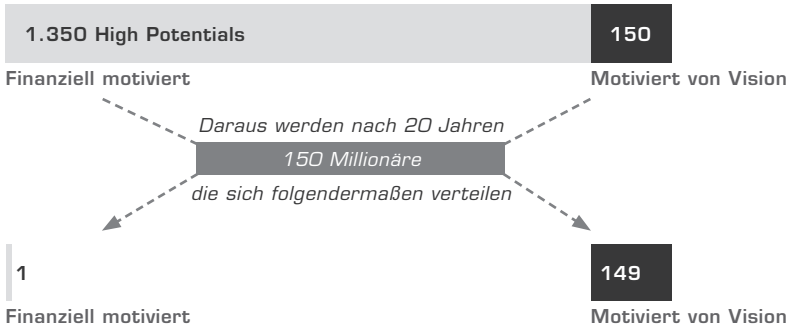 1.350 High Potentials 150
Finanziell motiviert Motiviert von Vision
Daraus werden nach 20 Jahren
150 Millionäre
die sich folgendermaßen verteilen
1 149
Finanziell motiviert Motiviert von Vision